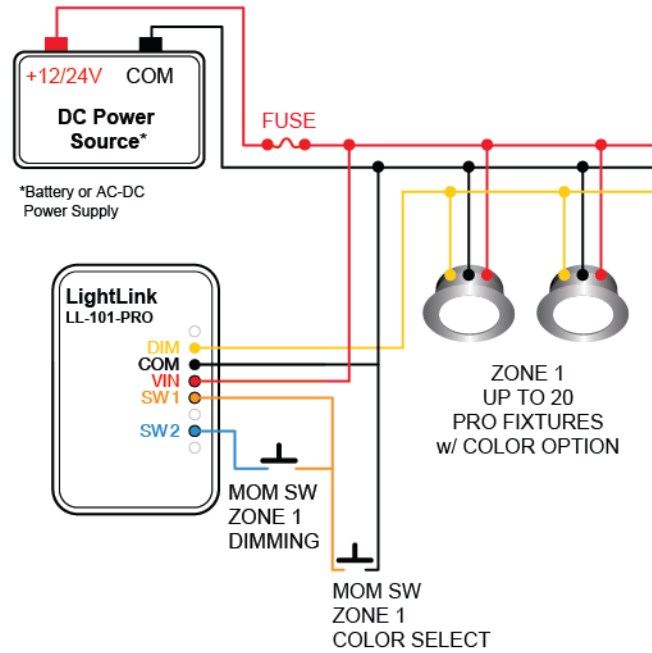 +12/24V COM
DC Power
Source*
*Battery or AC-DC
Power Supply
FUSE
LightLink
LL-101-PRO
DIM
COM
VIN
SW1
SW2
MOM SW
ZONE 1
DIMMING
MOM SW
ZONE 1
COLOR SELECT
ZONE 1
UP TO 20
PRO FIXTURES
w/ COLOR OPTION